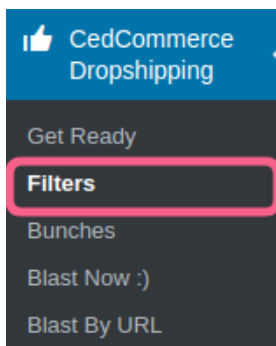 CedCommerce
Dropshipping
Get Ready
Filters
Bunches
Blast Now :)
Blast By URL